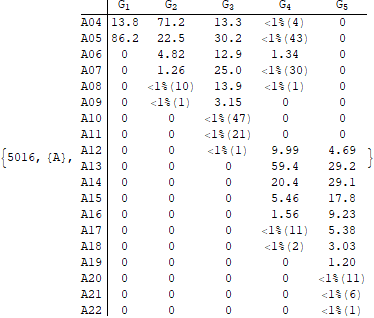 G1 G2 G3 G4 G5
A04 13.8 71.2 13.3 <1%(4) 0
A05 86.2 22.5 30.2 <1%(43) 0
A06 0 4.82 12.9 1.34 0
A07 0 1.26 25.0 <1%(30) 0
A08 0 <1%(10) 13.9 <1%(1) 0
A09 0 <1%(1) 3.15 0 0
A10 0 0 <1%(47) 0 0
A11 0 0 <1%(21) 0 0
A12 0 0 <1%(1) 9.99 4.69
{5016, {A}, A13 0 0 0 59.4 29.2 }
A14 0 0 0 20.4 29.1
A15 0 0 0 5.46 17.8
A16 0 0 0 1.56 9.23
A17 0 0 0 <1%(11) 5.38
A18 0 0 0 <1%(2) 3.03
A19 0 0 0 0 1.20
A20 0 0 0 0 <1%(11)
A21 0 0 0 0 <1%(6)
A22 0 0 0 0 <1%(1)